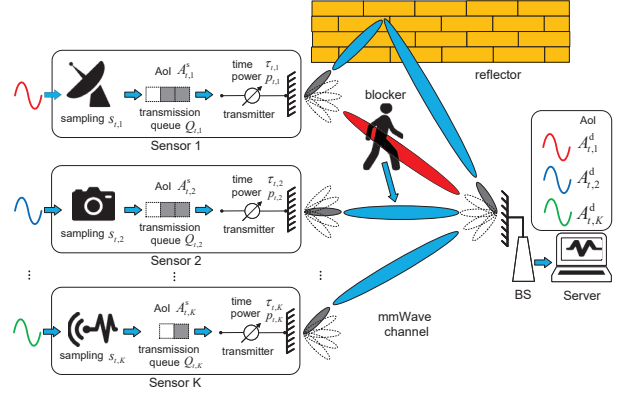 reflector
AoI A^s_{t,1}
time
power
τ_{t,1}
p_{t,1}
sampling s_{t,1}
transmission
queue Q_{t,1}
transmitter
Sensor 1
blocker
AoI
A^d_{t,1}
A^d_{t,2}
A^d_{t,K}
AoI A^s_{t,2}
time
power
τ_{t,2}
p_{t,2}
sampling s_{t,2}
transmission
queue Q_{t,2}
transmitter
Sensor 2
BS
Server
...
...
...
AoI A^s_{t,K}
time
power
τ_{t,K}
p_{t,K}
sampling s_{t,K}
transmission
queue Q_{t,K}
transmitter
Sensor K
mmWave
channel